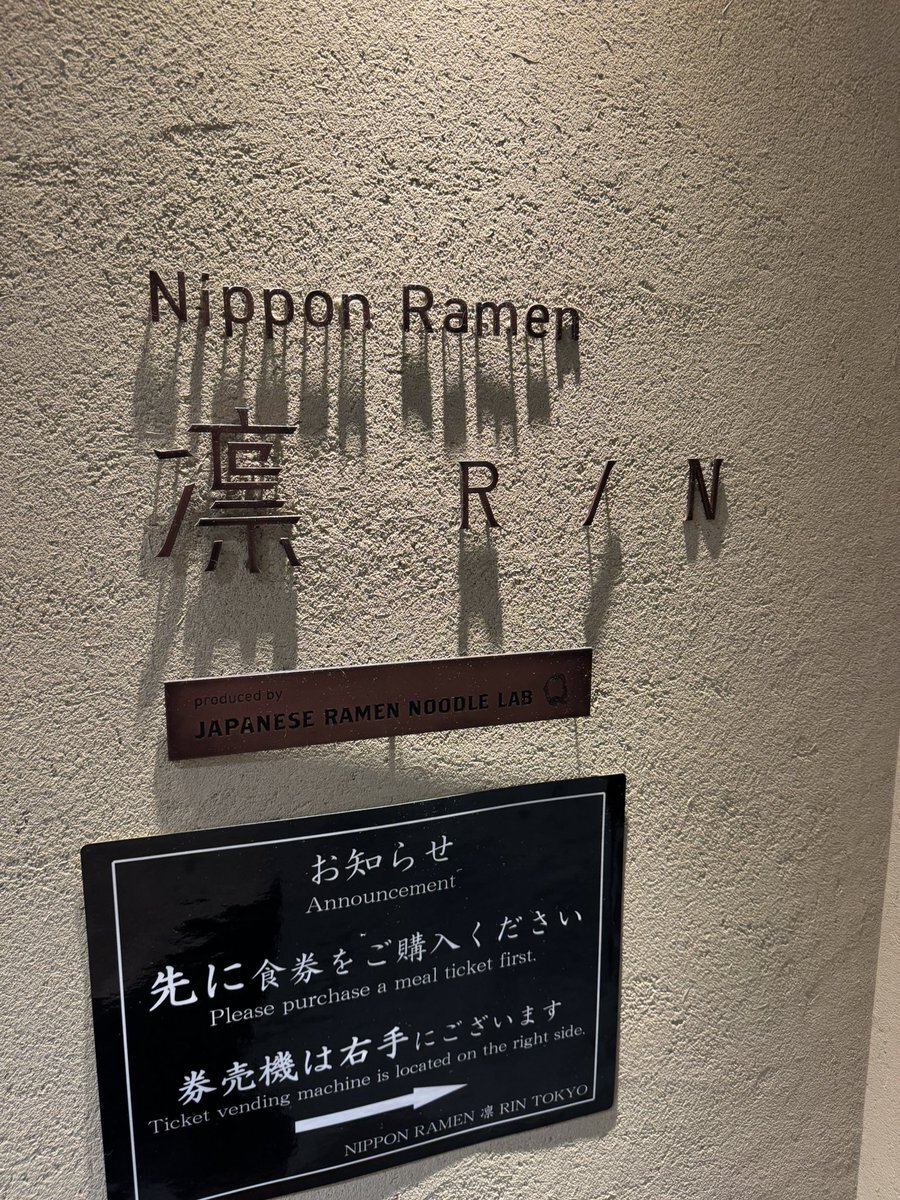 Nippon Ramen
凛 RIN
produced by
JAPANESE RAMEN NOODLE LAB Q
お知らせ
Announcement
先に食券をご購入ください
Please purchase a meal ticket first.
券売機は右手にございます
Ticket vending machine is located on the right side.
NIPPON RAMEN 凛 RIN TOKYO